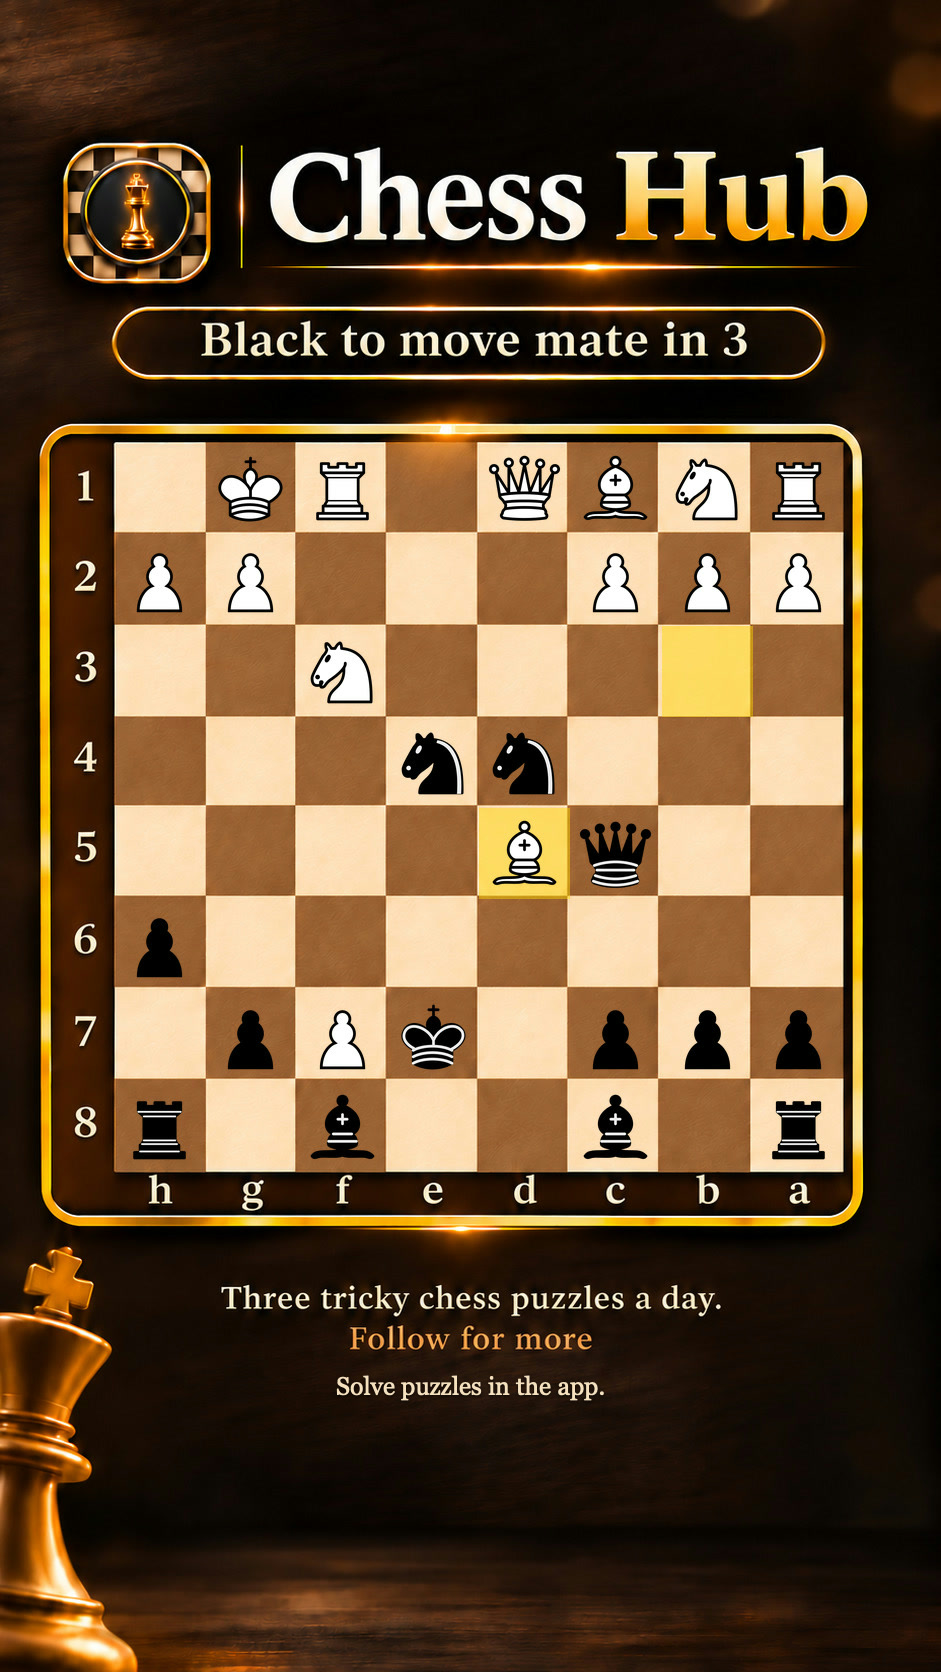 Chess Hub
Black to move mate in 3
1
2
3
4
5
6
7
8
h g f e d c b a
Three tricky chess puzzles a day.
Follow for more
Solve puzzles in the app.